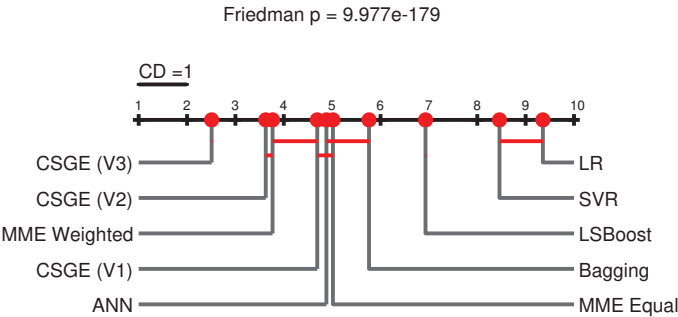 Friedman p = 9.977e-179
CD =1
1 2 3 4 5 6 7 8 9 10
CSGE (V3) LR
CSGE (V2) SVR
MME Weighted LSBoost
CSGE (V1) Bagging
ANN MME Equal